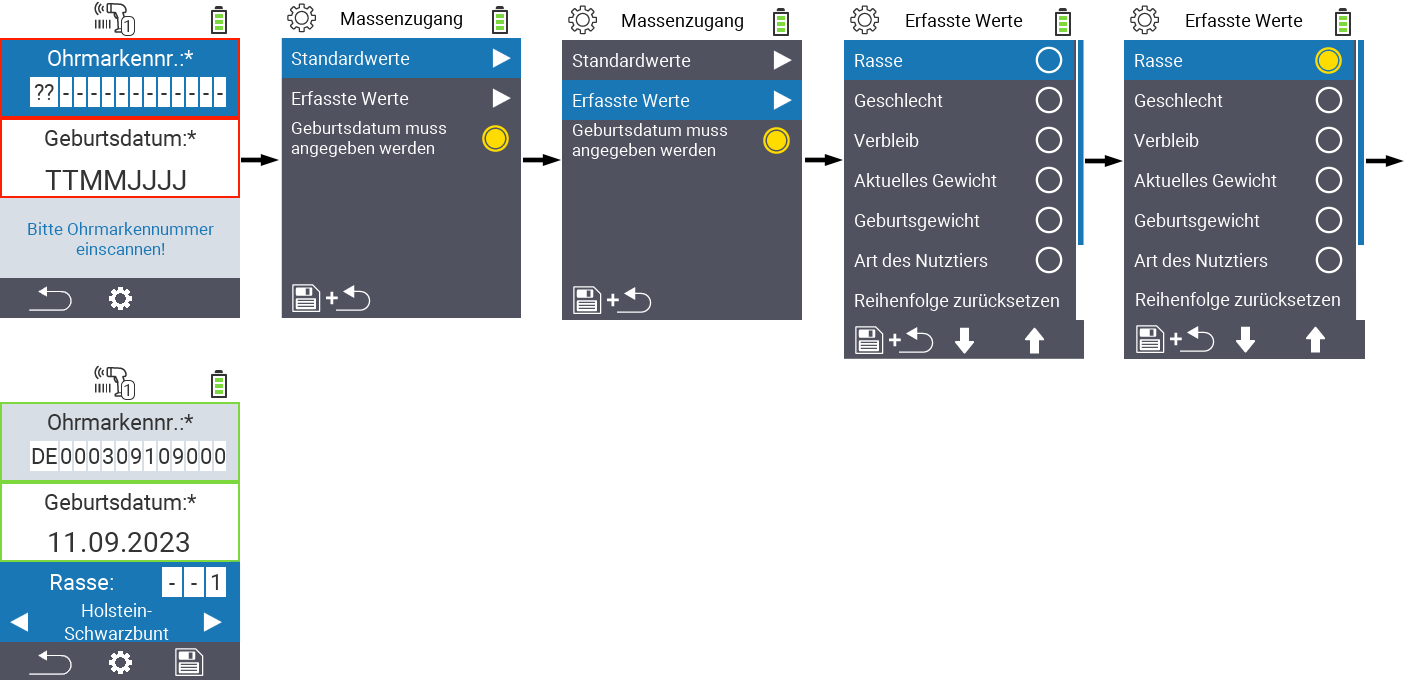 1
Ohrmarkennr.:*
??------------
Geburtsdatum:*
TTMMJJJJ
Bitte Ohrmarkennummer
einscannen!
Massenzugang
Standardwerte
Erfasste Werte
Geburtsdatum muss
angegeben werden
+
Massenzugang
Standardwerte
Erfasste Werte
Geburtsdatum muss
angegeben werden
+
Erfasste Werte
Rasse
Geschlecht
Verbleib
Aktuelles Gewicht
Geburtsgewicht
Art des Nutztiers
Reihenfolge zurücksetzen
+
Erfasste Werte
Rasse
Geschlecht
Verbleib
Aktuelles Gewicht
Geburtsgewicht
Art des Nutztiers
Reihenfolge zurücksetzen
+
1
Ohrmarkennr.:*
DE000309109000
Geburtsdatum:*
11.09.2023
Rasse: --1
Holstein-
Schwarzbunt